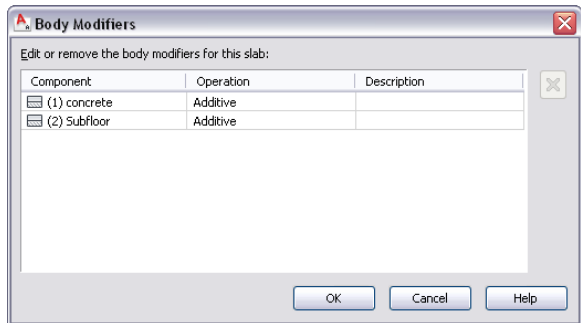 Body Modifiers
Edit or remove the body modifiers for this slab:
Component Operation Description
(1) concrete Additive
(2) Subfloor Additive
OK Cancel Help